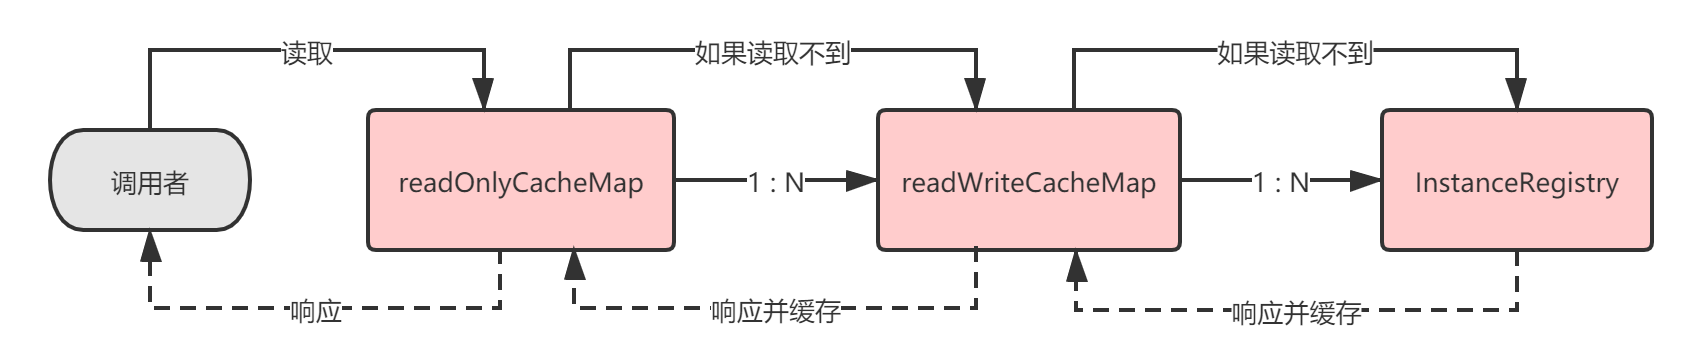 读取
如果读取不到
如果读取不到
调用者
readOnlyCacheMap
1 : N
readWriteCacheMap
1 : N
InstanceRegistry
响应
响应并缓存
响应并缓存